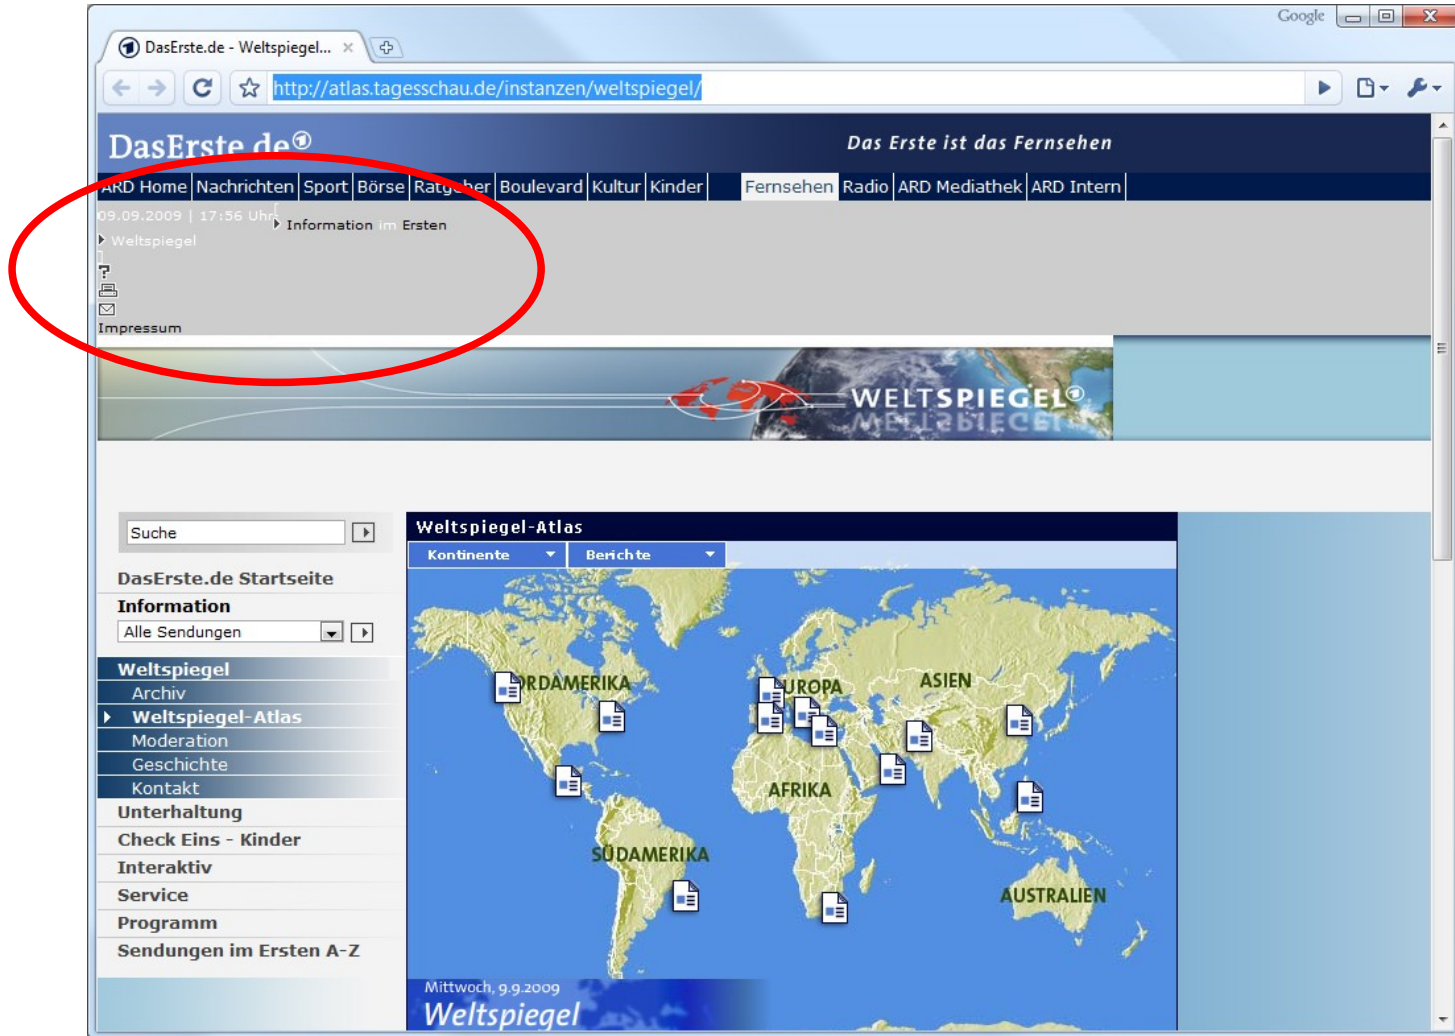 Google
DasErste.de - Weltspiegel...
http://atlas.tagesschau.de/instanzen/weltspiegel/
DasErste.de
Das Erste ist das Fernsehen
ARD Home Nachrichten Sport Börse Ratgeber Boulevard Kultur Kinder Fernsehen Radio ARD Mediathek ARD Intern
09.09.2009 | 17:56 Uhr
Information im Ersten
Weltspiegel
?
Impressum
WELTSPIEGEL
Suche
Weltspiegel-Atlas
Kontinente Berichte
DasErste.de Startseite
Information
Alle Sendungen
Weltspiegel
Archiv
Weltspiegel-Atlas
Moderation
Geschichte
Kontakt
Unterhaltung
Check Eins - Kinder
Interaktiv
Service
Programm
Sendungen im Ersten A-Z
ORDAMERIKA
UROPA
ASIEN
AFRIKA
SÜDAMERIKA
AUSTRALIEN
Mittwoch, 9.9.2009
Weltspiegel